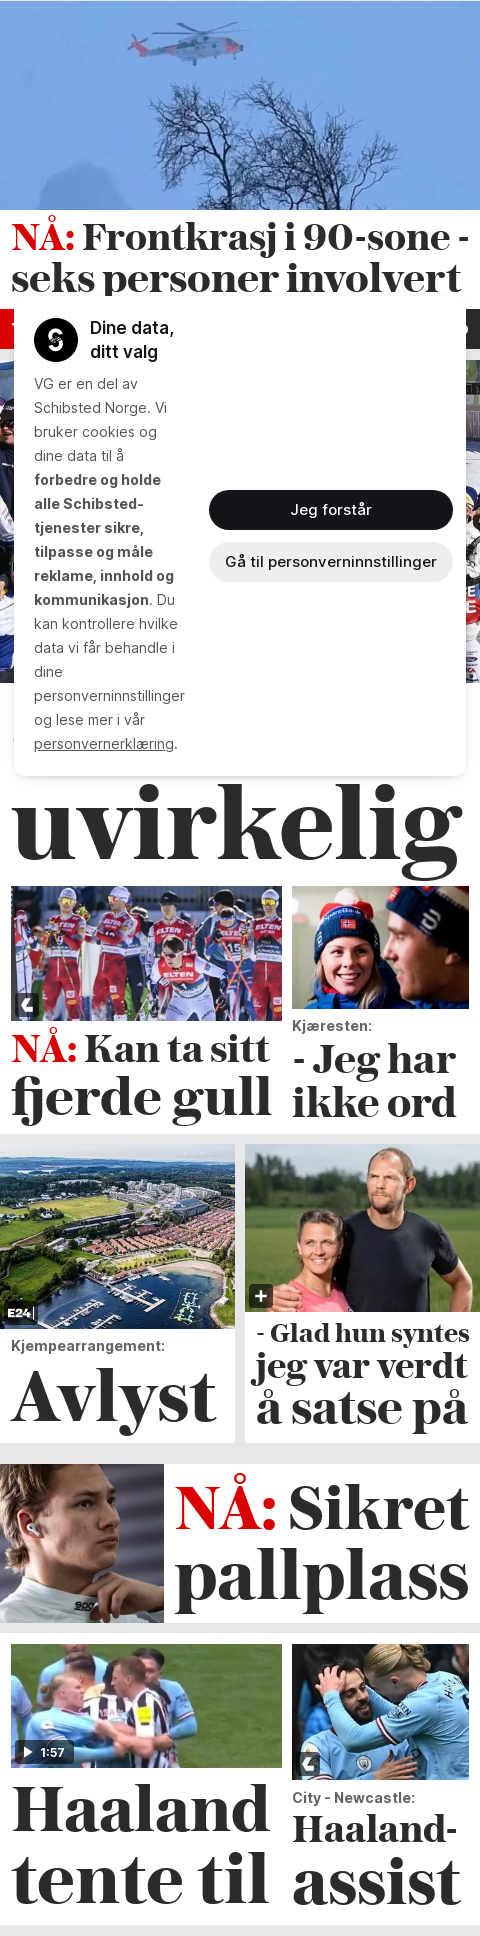 NÅ: Frontkrasj i 90-sone -
seks personer involvert
Dine data,
ditt valg
VG er en del av
Schibsted Norge. Vi
bruker cookies og
dine data til å
forbedre og holde
alle Schibsted-
tjenester sikre,
tilpasse og måle
reklame, innhold og
kommunikasjon. Du
kan kontrollere hvilke
data vi får behandle i
dine
personverninnstillinger
og lese mer i vår
personvernerklæring.
Jeg forstår
Gå til personverninnstillinger
uvirkelig
NÅ: Kan ta sitt
fjerde gull
Kjæresten:
- Jeg har
ikke ord
E24
Kjempearrangement:
Avlyst
- Glad hun syntes
jeg var verdt
å satse på
NÅ: Sikret
pallplass
1:57
Haaland
tente til
City - Newcastle:
Haaland-
assist